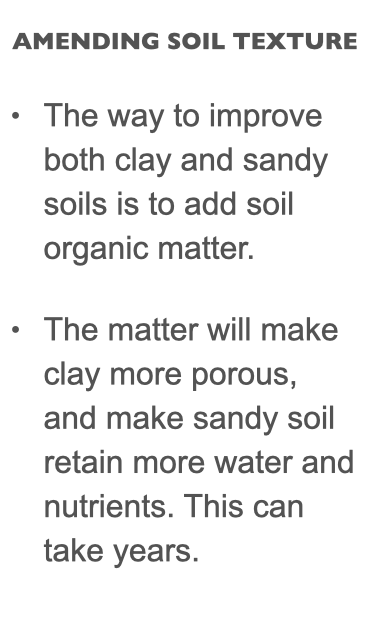 AMENDING SOIL TEXTURE
• The way to improve
both clay and sandy
soils is to add soil
organic matter.
• The matter will make
clay more porous,
and make sandy soil
retain more water and
nutrients. This can
take years.